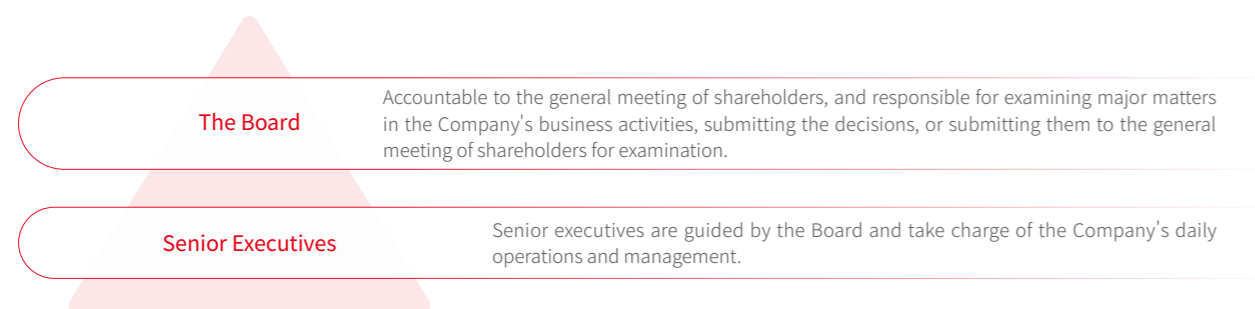 The Board
Accountable to the general meeting of shareholders, and responsible for examining major matters
in the Company's business activities, submitting the decisions, or submitting them to the general
meeting of shareholders for examination.
Senior Executives
Senior executives are guided by the Board and take charge of the Company's daily
operations and management.